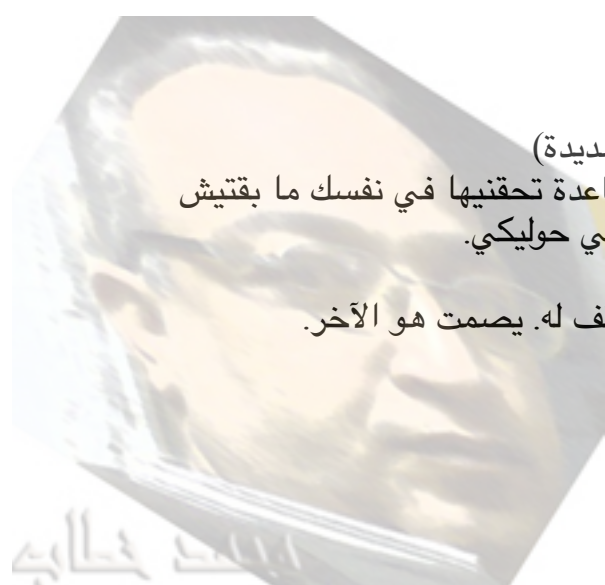 ديدة)
اعدة تحقنيها في نفسك ما بقتيش
ي حوليكي.
ف له. يصمت هو الآخر.